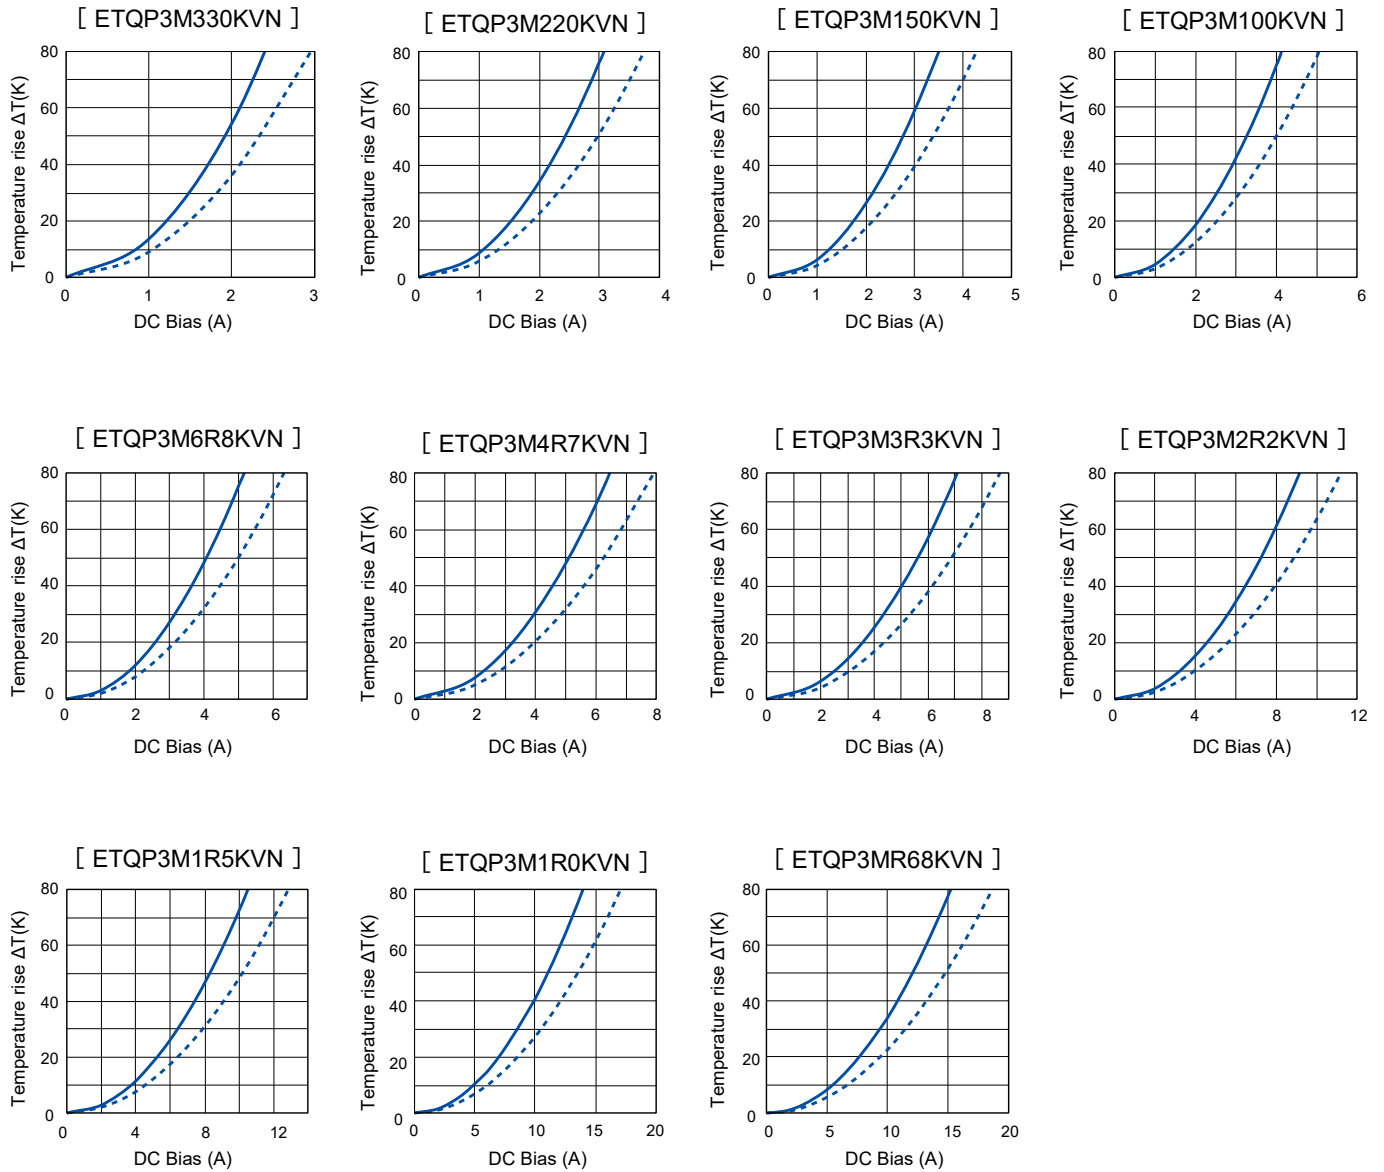 [ ETQP3M330KVN ]
80
60
40
20
0
Temperature rise ΔT(K)
0 1 2 3
DC Bias (A)
[ ETQP3M220KVN ]
80
60
40
20
0
Temperature rise ΔT(K)
0 1 2 3 4
DC Bias (A)
[ ETQP3M150KVN ]
80
60
40
20
0
Temperature rise ΔT(K)
0 1 2 3 4 5
DC Bias (A)
[ ETQP3M100KVN ]
80
60
40
20
0
Temperature rise ΔT(K)
0 2 4 6
DC Bias (A)
[ ETQP3M6R8KVN ]
80
60
40
20
0
Temperature rise ΔT(K)
0 2 4 6
DC Bias (A)
[ ETQP3M4R7KVN ]
80
60
40
20
0
Temperature rise ΔT(K)
0 2 4 6 8
DC Bias (A)
[ ETQP3M3R3KVN ]
80
60
40
20
0
Temperature rise ΔT(K)
0 2 4 6 8
DC Bias (A)
[ ETQP3M2R2KVN ]
80
60
40
20
0
Temperature rise ΔT(K)
0 4 8 12
DC Bias (A)
[ ETQP3M1R5KVN ]
80
60
40
20
0
Temperature rise ΔT(K)
0 4 8 12
DC Bias (A)
[ ETQP3M1R0KVN ]
80
60
40
20
0
Temperature rise ΔT(K)
0 5 10 15 20
DC Bias (A)
[ ETQP3MR68KVN ]
80
60
40
20
0
Temperature rise ΔT(K)
0 5 10 15 20
DC Bias (A)